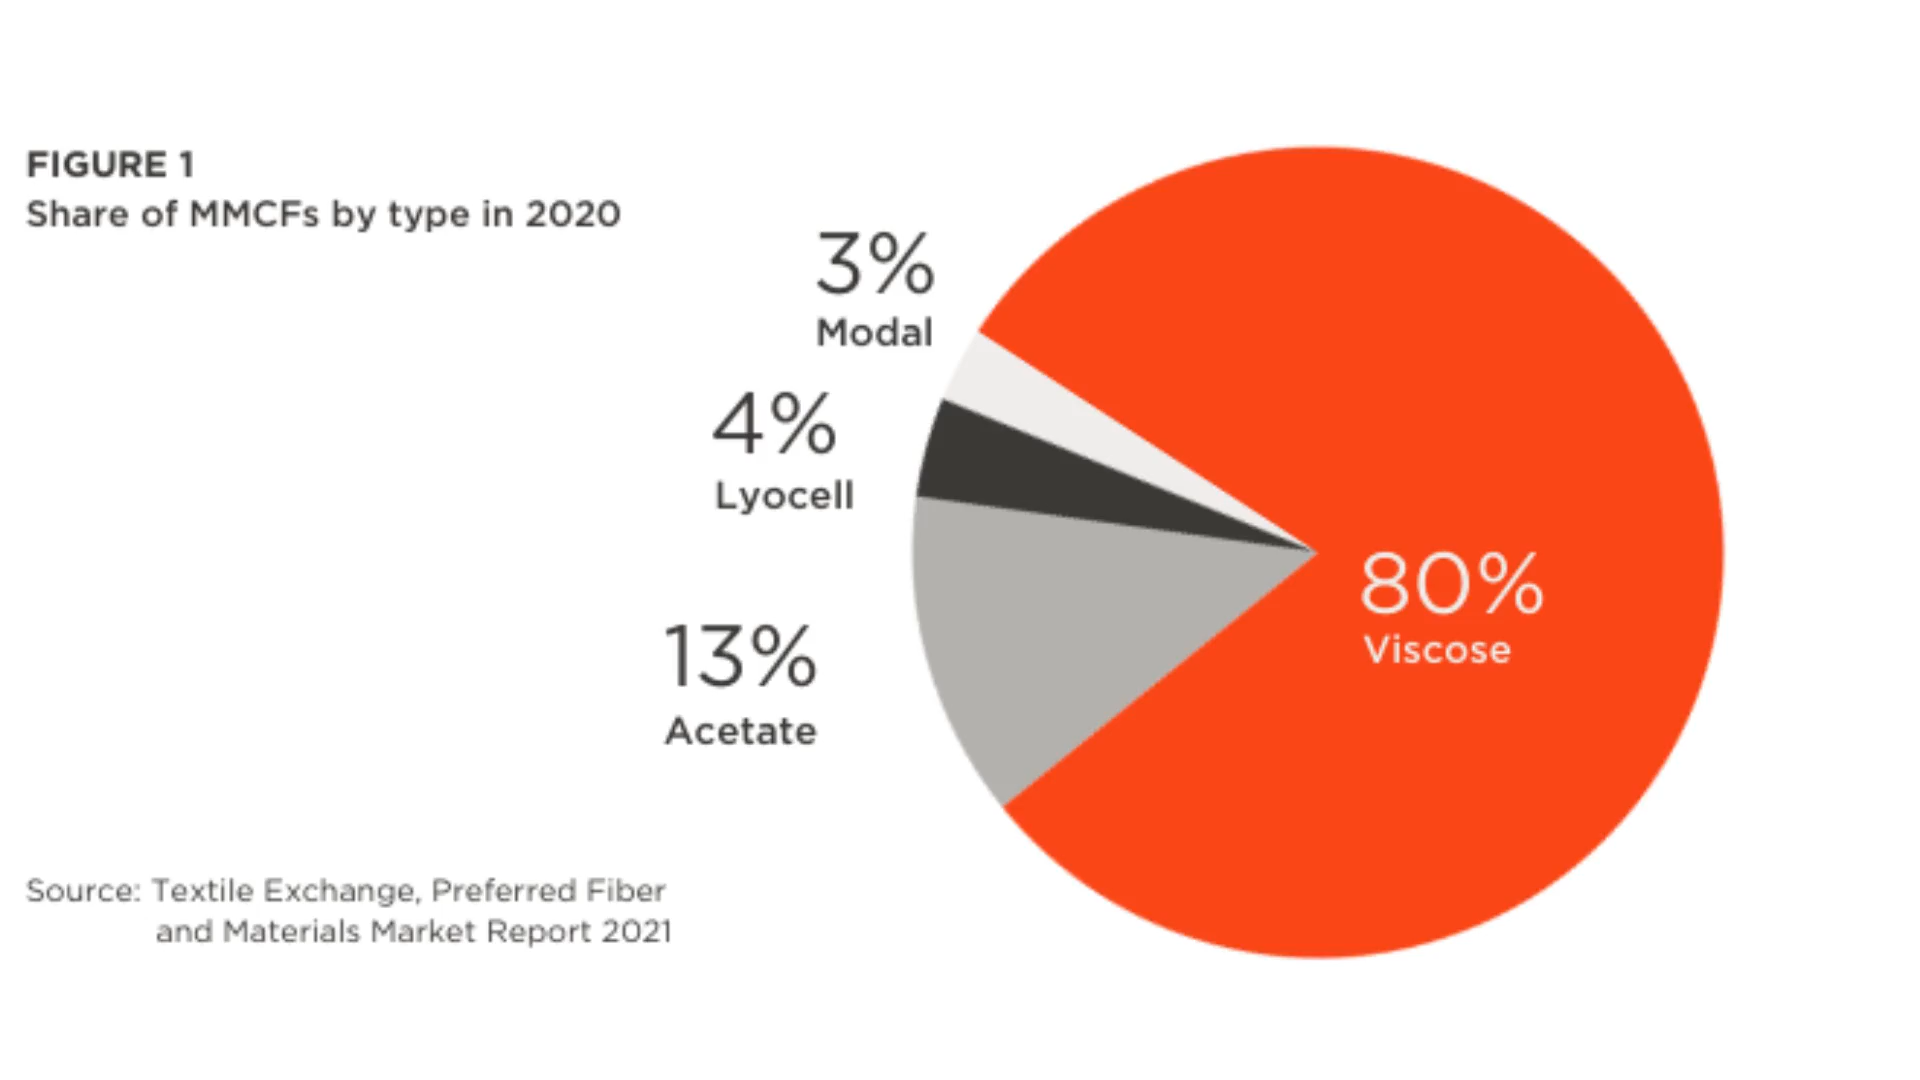 FIGURE 1
Share of MMCFs by type in 2020
3%
Modal
4%
Lyocell
13%
Acetate
80%
Viscose
Source: Textile Exchange, Preferred Fiber
and Materials Market Report 2021